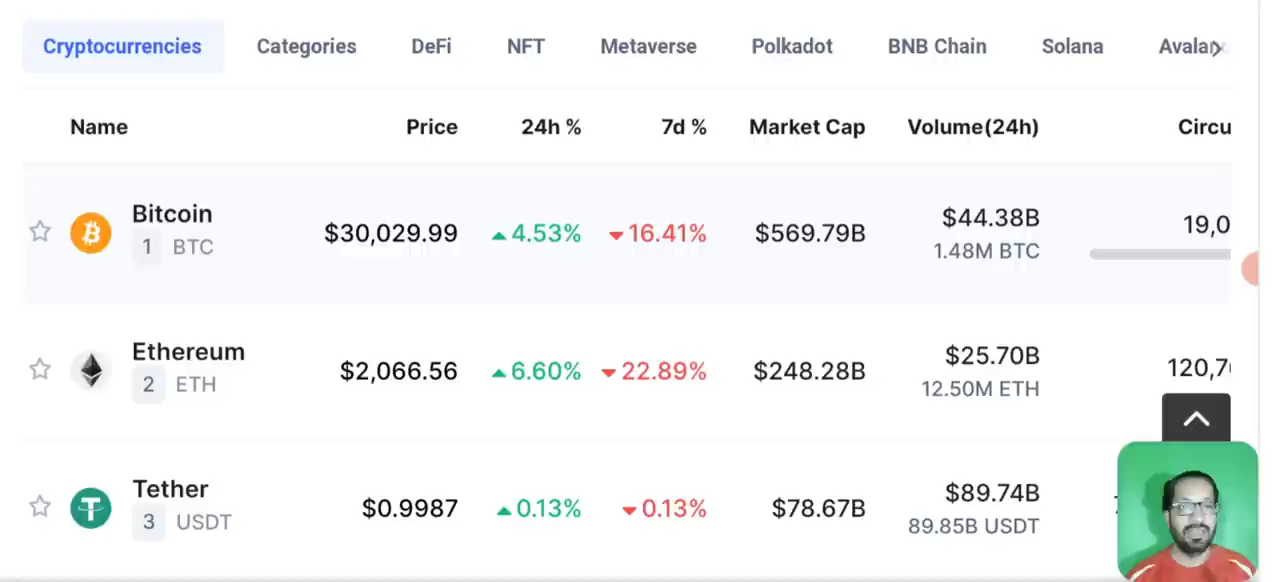 Cryptocurrencies Categories DeFi NFT Metaverse Polkadot BNB Chain Solana
Name Price 24h % 7d % Market Cap Volume(24h)
Bitcoin
1 BTC
$30,029.99 4.53% 16.41% $569.79B
$44.38B
1.48M BTC
19,0
Ethereum
2 ETH
$2,066.56 6.60% 22.89% $248.28B
$25.70B
12.50M ETH
Tether
3 USDT
$0.9987 0.13% 0.13% $78.67B
$89.74B
89.85B USDT